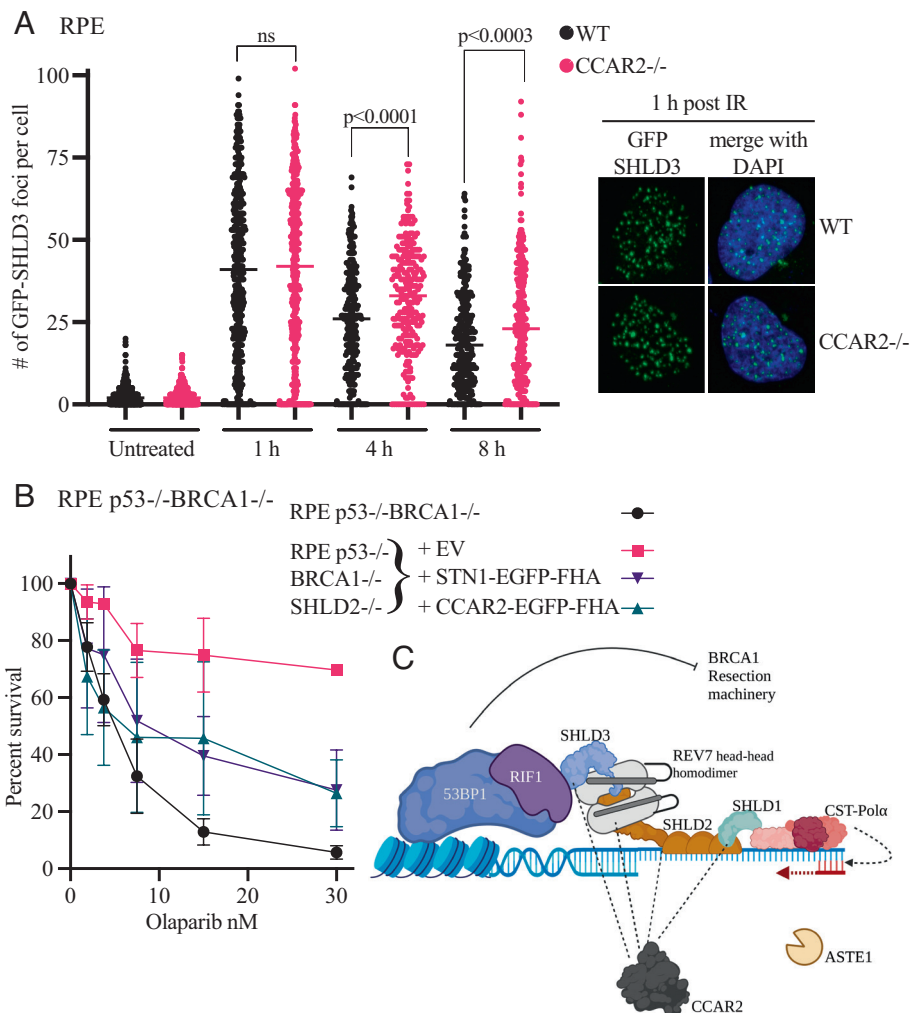 A RPE
WT
CCAR2-/-
ns
p<0.0001
p<0.0003
# of GFP-SHLD3 foci per cell
100
75
50
25
0
Untreated
1 h
4 h
8 h
1 h post IR
GFP
SHLD3
merge with
DAPI
WT
CCAR2-/-
B RPE p53-/-BRCA1-/-
RPE p53-/-BRCA1-/-
RPE p53-/-
BRCA1-/-
SHLD2-/-
}
+ EV
+ STN1-EGFP-FHA
+ CCAR2-EGFP-FHA
Percent survival
100
80
60
40
20
0
0
10
20
30
Olaparib nM
C
BRCA1
Resection
machinery
SHLD3
REV7 head-head
homodimer
53BP1
RIF1
SHLD2
SHLD1
CST-Polα
ASTE1
CCAR2